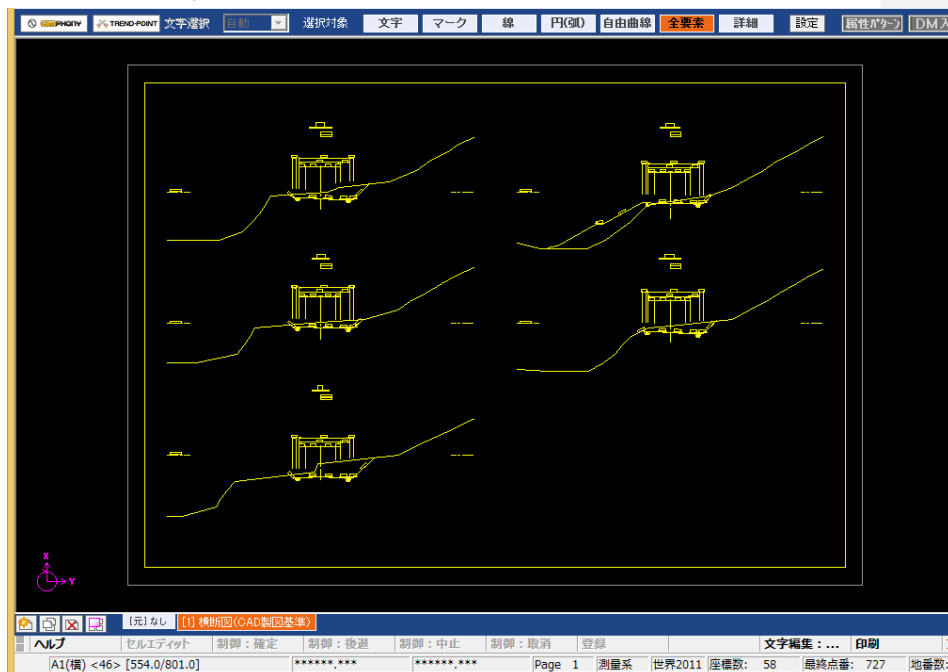 COMPHONY TREND-POINT 文字選択 自動 選択対象 文字 マーク 線 円(弧) 自由曲線 全要素 詳細 設定 属性パターン DM
X
Y
[元] なし [1] 横断図(CAD製図基準)
ヘルプ セルエディット 制御：確定 制御：後退 制御：中止 制御：取消 登録 文字編集：... 印刷
A1(横) <46> [554.0/801.0] ******.*** ******.*** Page 1 測量系 世界2011 座標数: 58 最終点番: 727 地番数